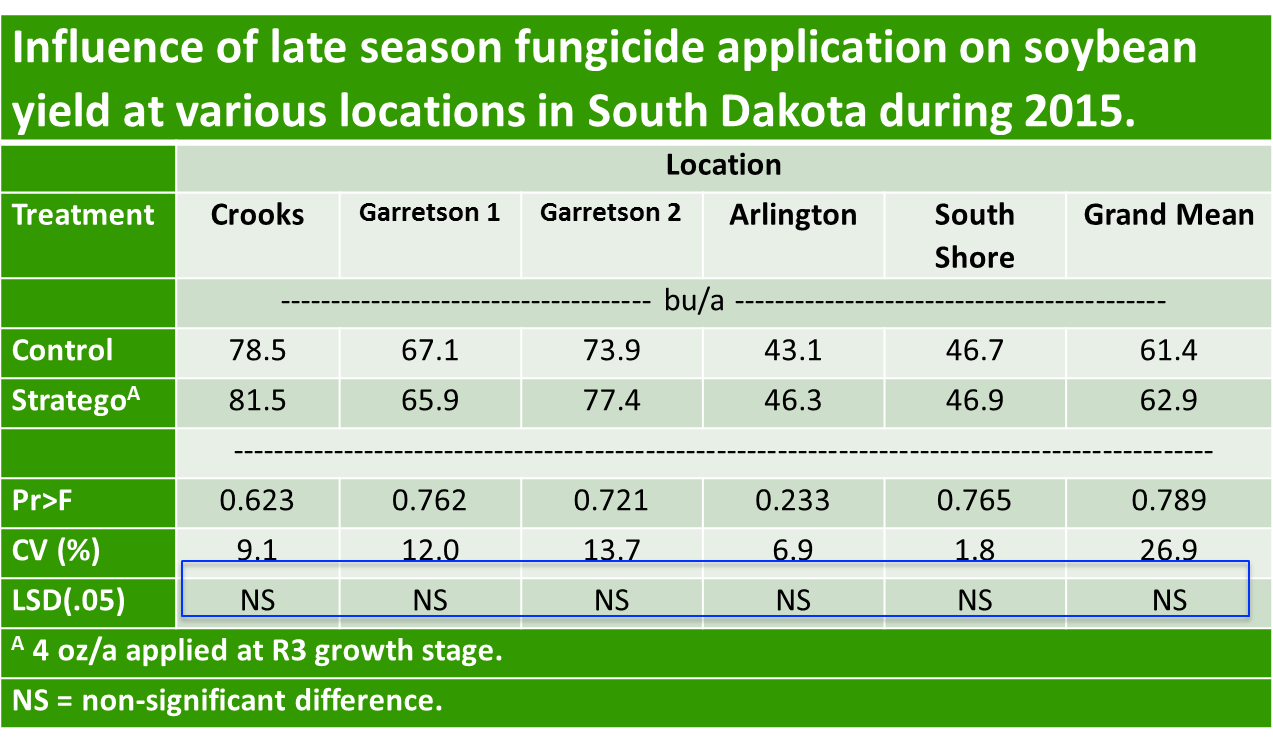 Influence of late season fungicide application on soybean
yield at various locations in South Dakota during 2015.
Location
Treatment Crooks Garretson 1 Garretson 2 Arlington South Shore Grand Mean
------------------------------------- bu/a -------------------------------------------
Control 78.5 67.1 73.9 43.1 46.7 61.4
Stratego^A 81.5 65.9 77.4 46.3 46.9 62.9
--------------------------------------------------------------------------------------------------
Pr>F 0.623 0.762 0.721 0.233 0.765 0.789
CV (%) 9.1 12.0 13.7 6.9 1.8 26.9
LSD(.05) NS NS NS NS NS NS
^A 4 oz/a applied at R3 growth stage.
NS = non-significant difference.